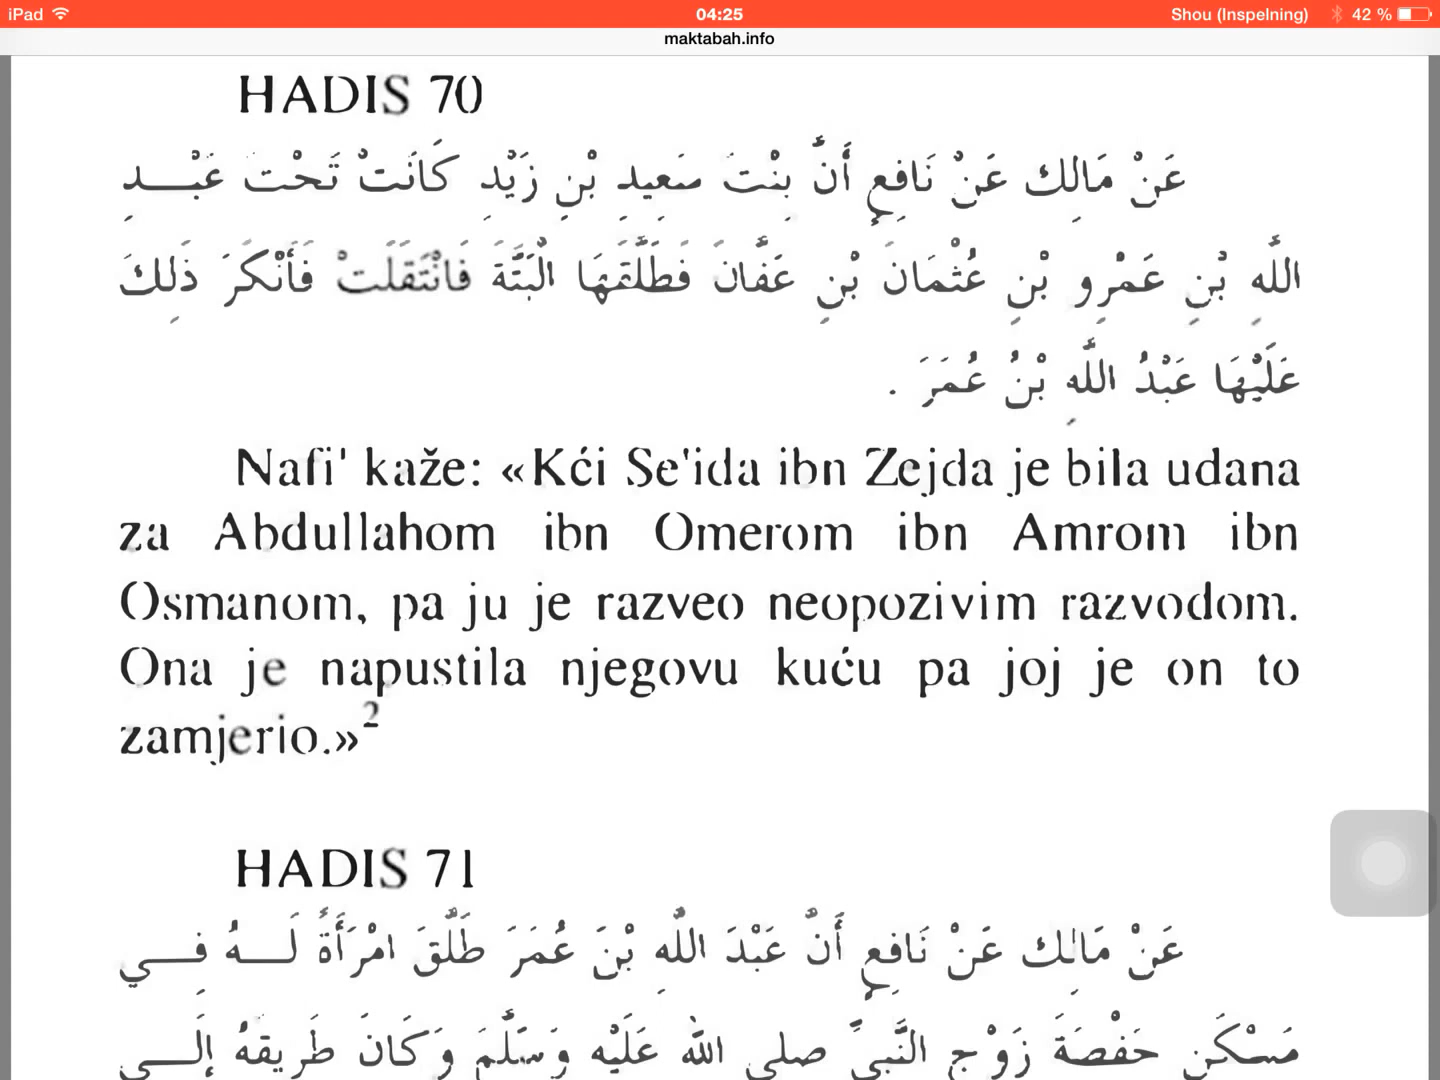 iPad 04:25 Shou (Inspelning) 42 %
maktabah.info
HADIS 70
عَنْ مَالِكٍ عَنْ نَافِعٍ أَنَّ بِنْتَ سَعِيدِ بْنِ زَيْدٍ كَانَتْ تَحْتَ عَبْدِ
اللَّهِ بْنِ عَمْرِو بْنِ عُثْمَانَ بْنِ عَفَّانَ فَطَلَّقَهَا الْبَتَّةَ فَانْتَقَلَتْ فَأَنْكَرَ ذَلِكَ
عَلَيْهَا عَبْدُ اللَّهِ بْنُ عُمَرَ .
Nafi' kaže: «Kći Se'ida ibn Zejda je bila udana
za Abdullahom ibn Omerom ibn Amrom ibn
Osmanom, pa ju je razveo neopozivim razvodom.
Ona je napustila njegovu kuću pa joj je on to
zamjerio.»2
HADIS 71
عَنْ مَالِكٍ عَنْ نَافِعٍ أَنَّ عَبْدَ اللَّهِ بْنَ عُمَرَ طَلَّقَ امْرَأَةً لَهُ فِي
مَسْكَنِ حَفْصَةَ زَوْجِ النَّبِيِّ صلى الله عَلَيْهِ وَسَلَّمَ وَكَانَ طَرِيقَهُ إِلَى